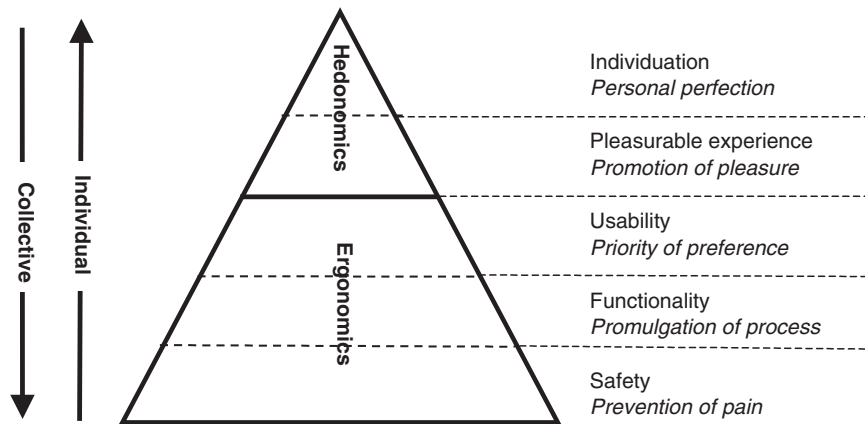 Collective
Individual
Hedonomics
Ergonomics
Individuation
Personal perfection
Pleasurable experience
Promotion of pleasure
Usability
Priority of preference
Functionality
Promulgation of process
Safety
Prevention of pain